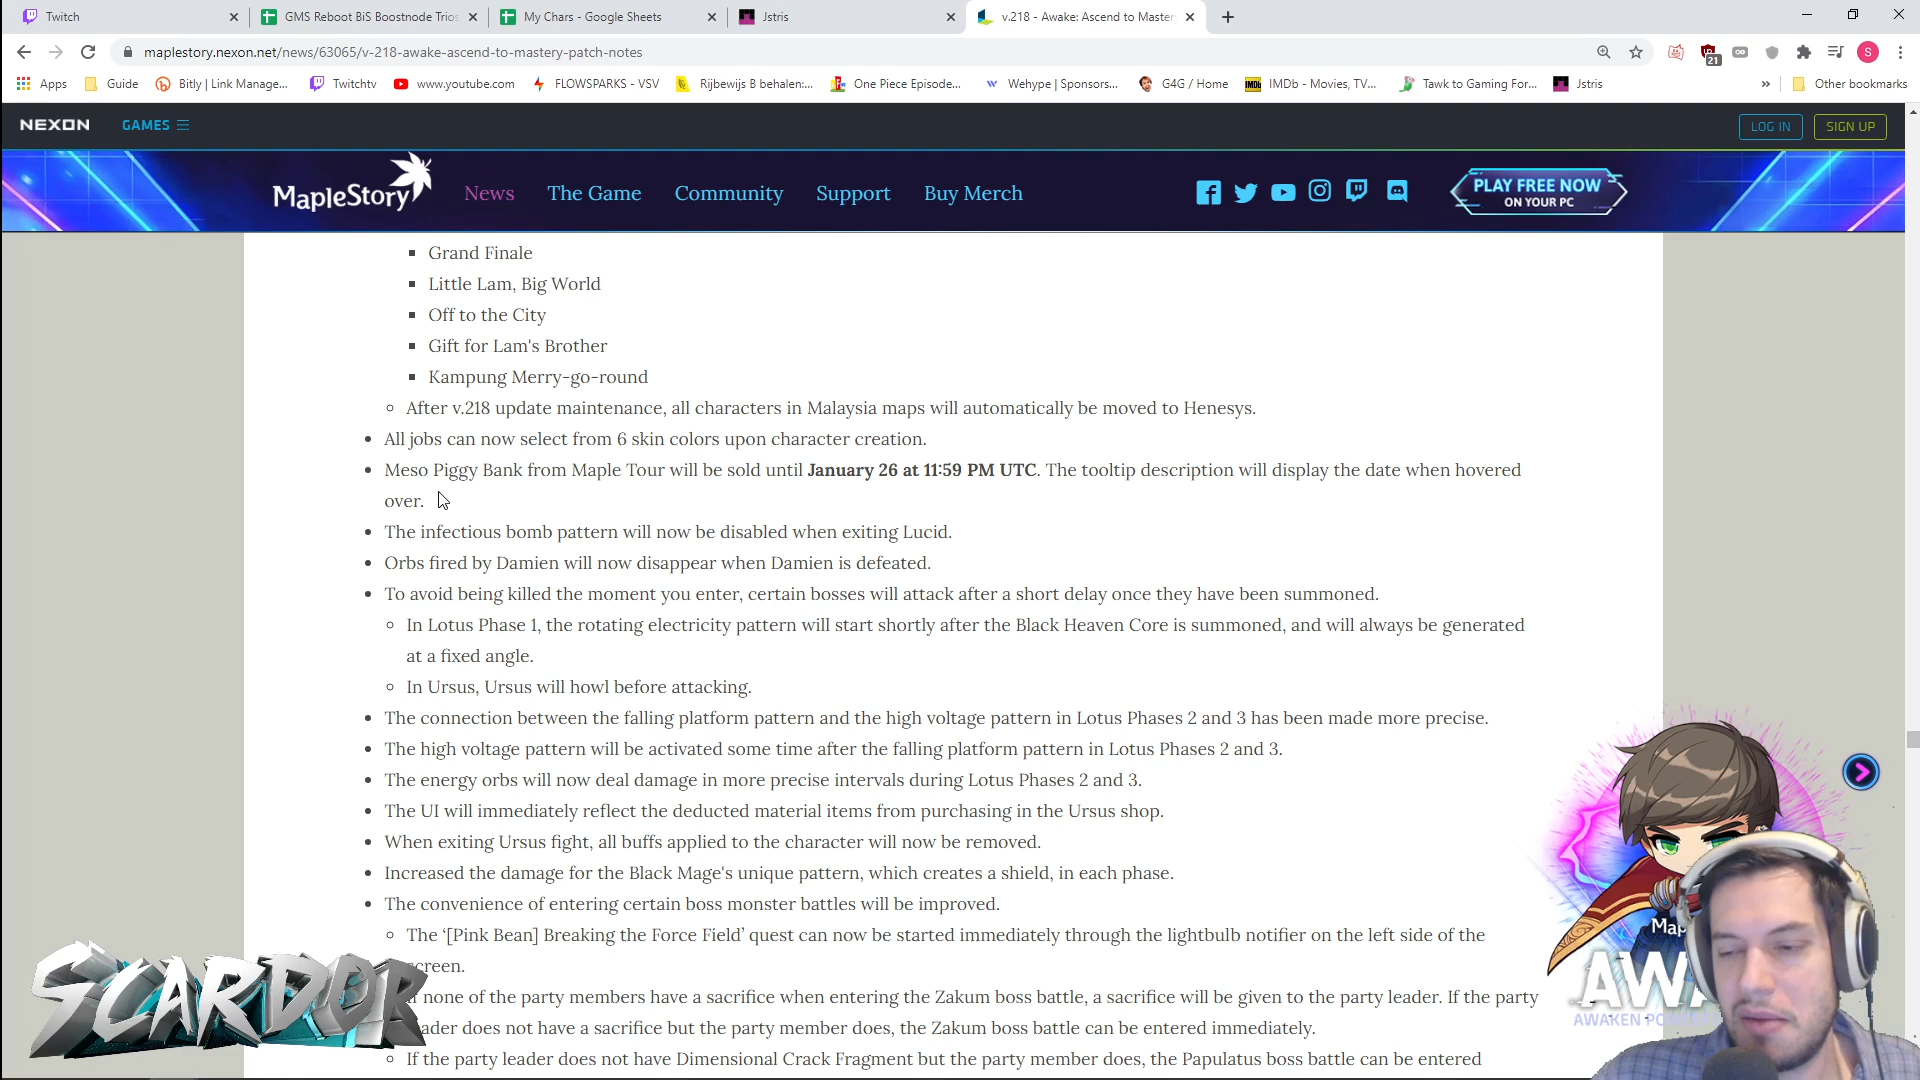 Twitch
GMS Reboot BiS Boostnode Trios
My Chars - Google Sheets
Jstris
v.218 - Awake: Ascend to Master
maplestory.nexon.net/news/63065/v-218-awake-ascend-to-mastery-patch-notes
21
S
Apps
Guide
Bitly | Link Manage...
Twitchtv
www.youtube.com
FLOWSPARKS - VSV
Rijbewijs B behalen:...
One Piece Episode...
Wehype | Sponsors...
G4G / Home
IMDb
IMDb - Movies, TV...
Tawk to Gaming For...
Jstris
»
Other bookmarks
NEXON
GAMES
LOG IN
SIGN UP
MapleStory
News
The Game
Community
Support
Buy Merch
PLAY FREE NOW
ON YOUR PC
Grand Finale
Little Lam, Big World
Off to the City
Gift for Lam's Brother
Kampung Merry-go-round
After v.218 update maintenance, all characters in Malaysia maps will automatically be moved to Henesys.
All jobs can now select from 6 skin colors upon character creation.
Meso Piggy Bank from Maple Tour will be sold until January 26 at 11:59 PM UTC. The tooltip description will display the date when hovered
over.
The infectious bomb pattern will now be disabled when exiting Lucid.
Orbs fired by Damien will now disappear when Damien is defeated.
To avoid being killed the moment you enter, certain bosses will attack after a short delay once they have been summoned.
In Lotus Phase 1, the rotating electricity pattern will start shortly after the Black Heaven Core is summoned, and will always be generated
at a fixed angle.
In Ursus, Ursus will howl before attacking.
The connection between the falling platform pattern and the high voltage pattern in Lotus Phases 2 and 3 has been made more precise.
The high voltage pattern will be activated some time after the falling platform pattern in Lotus Phases 2 and 3.
The energy orbs will now deal damage in more precise intervals during Lotus Phases 2 and 3.
The UI will immediately reflect the deducted material items from purchasing in the Ursus shop.
When exiting Ursus fight, all buffs applied to the character will now be removed.
Increased the damage for the Black Mage's unique pattern, which creates a shield, in each phase.
The convenience of entering certain boss monster battles will be improved.
The '[Pink Bean] Breaking the Force Field' quest can now be started immediately through the lightbulb notifier on the left side of the
creen.
none of the party members have a sacrifice when entering the Zakum boss battle, a sacrifice will be given to the party leader. If the party
ader does not have a sacrifice but the party member does, the Zakum boss battle can be entered immediately.
If the party leader does not have Dimensional Crack Fragment but the party member does, the Papulatus boss battle can be entered
SCARDOR
Map
AWA
AWAKEN PO